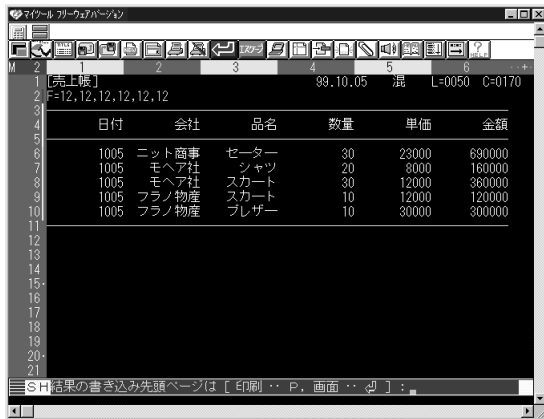 マイツール フリーウェアバージョン
M 2 1 2 3 4 5 6
1 [売上帳] 99.10.05 混 L=0050 C=0170
2 F=12,12,12,12,12,12
3
4 日付 会社 品名 数量 単価 金額
5
6 1005 ニット商事 セーター 30 23000 690000
7 1005 モヘア社 シャツ 20 8000 160000
8 1005 モヘア社 スカート 30 12000 360000
9 1005 フラノ物産 スカート 10 12000 120000
10 1005 フラノ物産 ブレザー 10 30000 300000
11
12
13
14
15
16
17
18
19
20
21
SH結果の書き込み先頭ページは [ 印刷 ‥ P, 画面 ‥ ] :